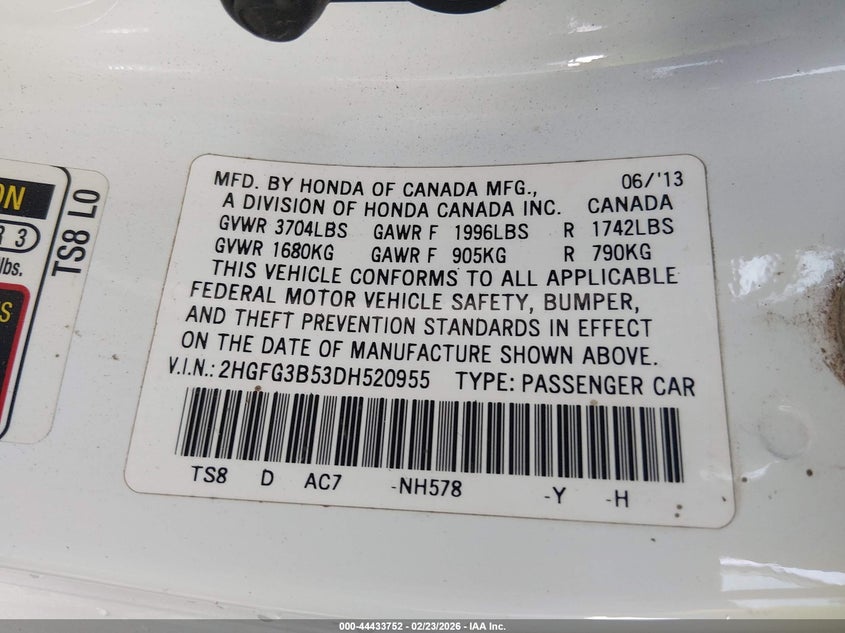 MFD. BY HONDA OF CANADA MFG., 06/'13
A DIVISION OF HONDA CANADA INC. CANADA
GVWR 3704LBS GAWR F 1996LBS R 1742LBS
GVWR 1680KG GAWR F 905KG R 790KG
THIS VEHICLE CONFORMS TO ALL APPLICABLE
FEDERAL MOTOR VEHICLE SAFETY, BUMPER,
AND THEFT PREVENTION STANDARDS IN EFFECT
ON THE DATE OF MANUFACTURE SHOWN ABOVE.
V.I.N.: 2HGFG3B53DH520955 TYPE: PASSENGER CAR
TS8 D AC7 -NH578 -Y -H
ON
R 3
lbs.
S
TS8 L0
000-44433752 - 02/23/2026 - IAA Inc.